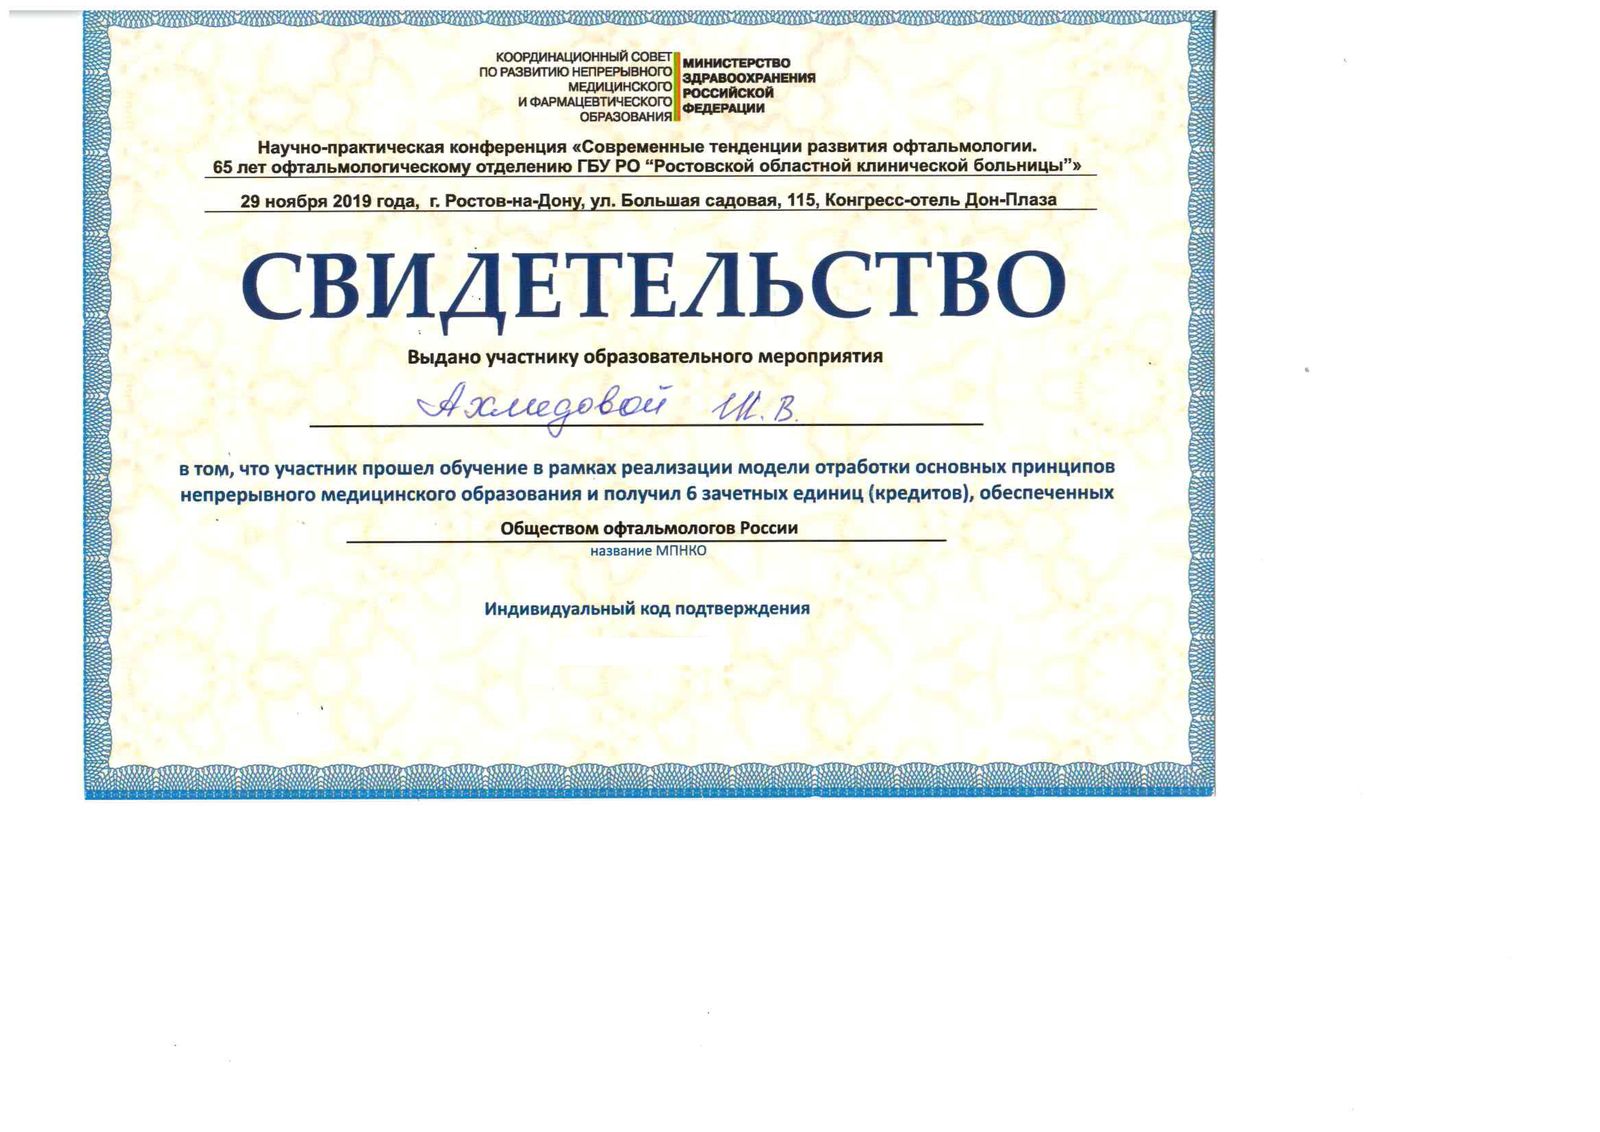 КООРДИНАЦИОННЫЙ СОВЕТ
ПО РАЗВИТИЮ НЕПРЕРЫВНОГО
МЕДИЦИНСКОГО
И ФАРМАЦЕВТИЧЕСКОГО
ОБРАЗОВАНИЯ
МИНИСТЕРСТВО
ЗДРАВООХРАНЕНИЯ
РОССИЙСКОЙ
ФЕДЕРАЦИИ
Научно-практическая конференция «Современные тенденции развития офтальмологии.
65 лет офтальмологическому отделению ГБУ РО “Ростовской областной клинической больницы”»
29 ноября 2019 года, г. Ростов-на-Дону, ул. Большая садовая, 115, Конгресс-отель Дон-Плаза
СВИДЕТЕЛЬСТВО
Выдано участнику образовательного мероприятия
Ахмедовой Ш.В.
в том, что участник прошел обучение в рамках реализации модели отработки основных принципов
непрерывного медицинского образования и получил 6 зачетных единиц (кредитов), обеспеченных
Обществом офтальмологов России
название МПНКО
Индивидуальный код подтверждения